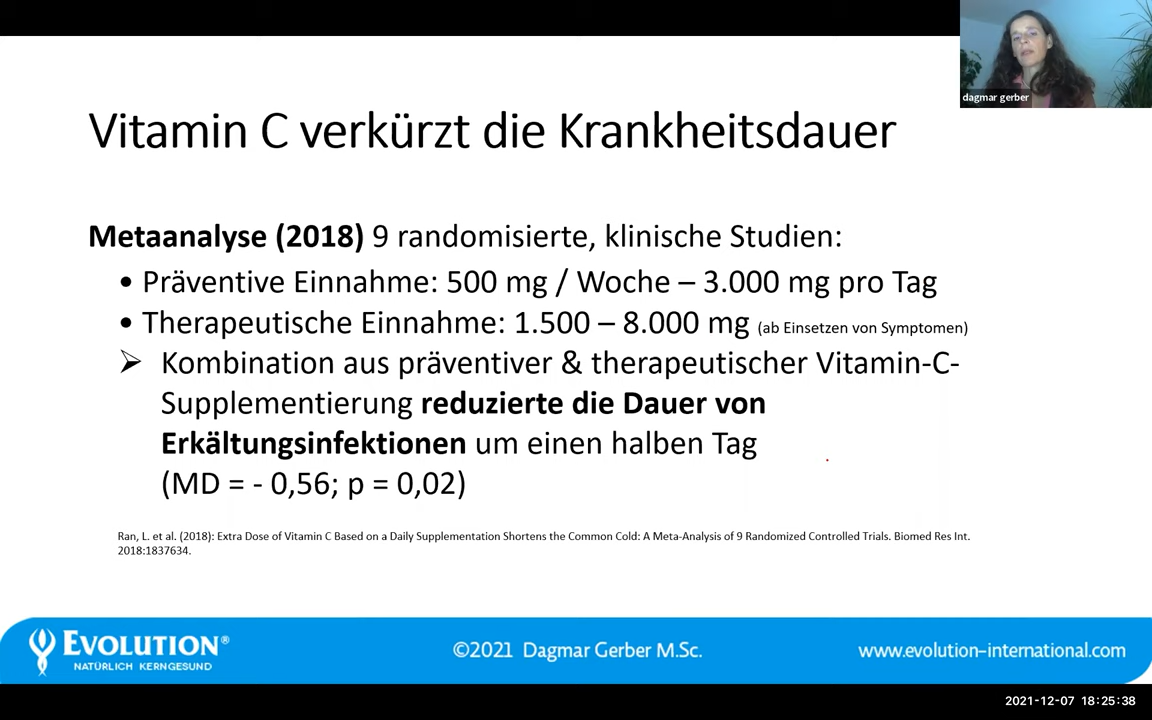 dagmar gerber
Vitamin C verkürzt die Krankheitsdauer
Metaanalyse (2018) 9 randomisierte, klinische Studien:
• Präventive Einnahme: 500 mg / Woche – 3.000 mg pro Tag
• Therapeutische Einnahme: 1.500 – 8.000 mg (ab Einsetzen von Symptomen)
➢ Kombination aus präventiver & therapeutischer Vitamin-C-
Supplementierung reduzierte die Dauer von
Erkältungsinfektionen um einen halben Tag
(MD = - 0,56; p = 0,02)
Ran, L. et al. (2018): Extra Dose of Vitamin C Based on a Daily Supplementation Shortens the Common Cold: A Meta-Analysis of 9 Randomized Controlled Trials. Biomed Res Int.
2018:1837634.
EVOLUTION®
NATÜRLICH KERNGESUND
©2021 Dagmar Gerber M.Sc.
www.evolution-international.com
2021-12-07 18:25:38